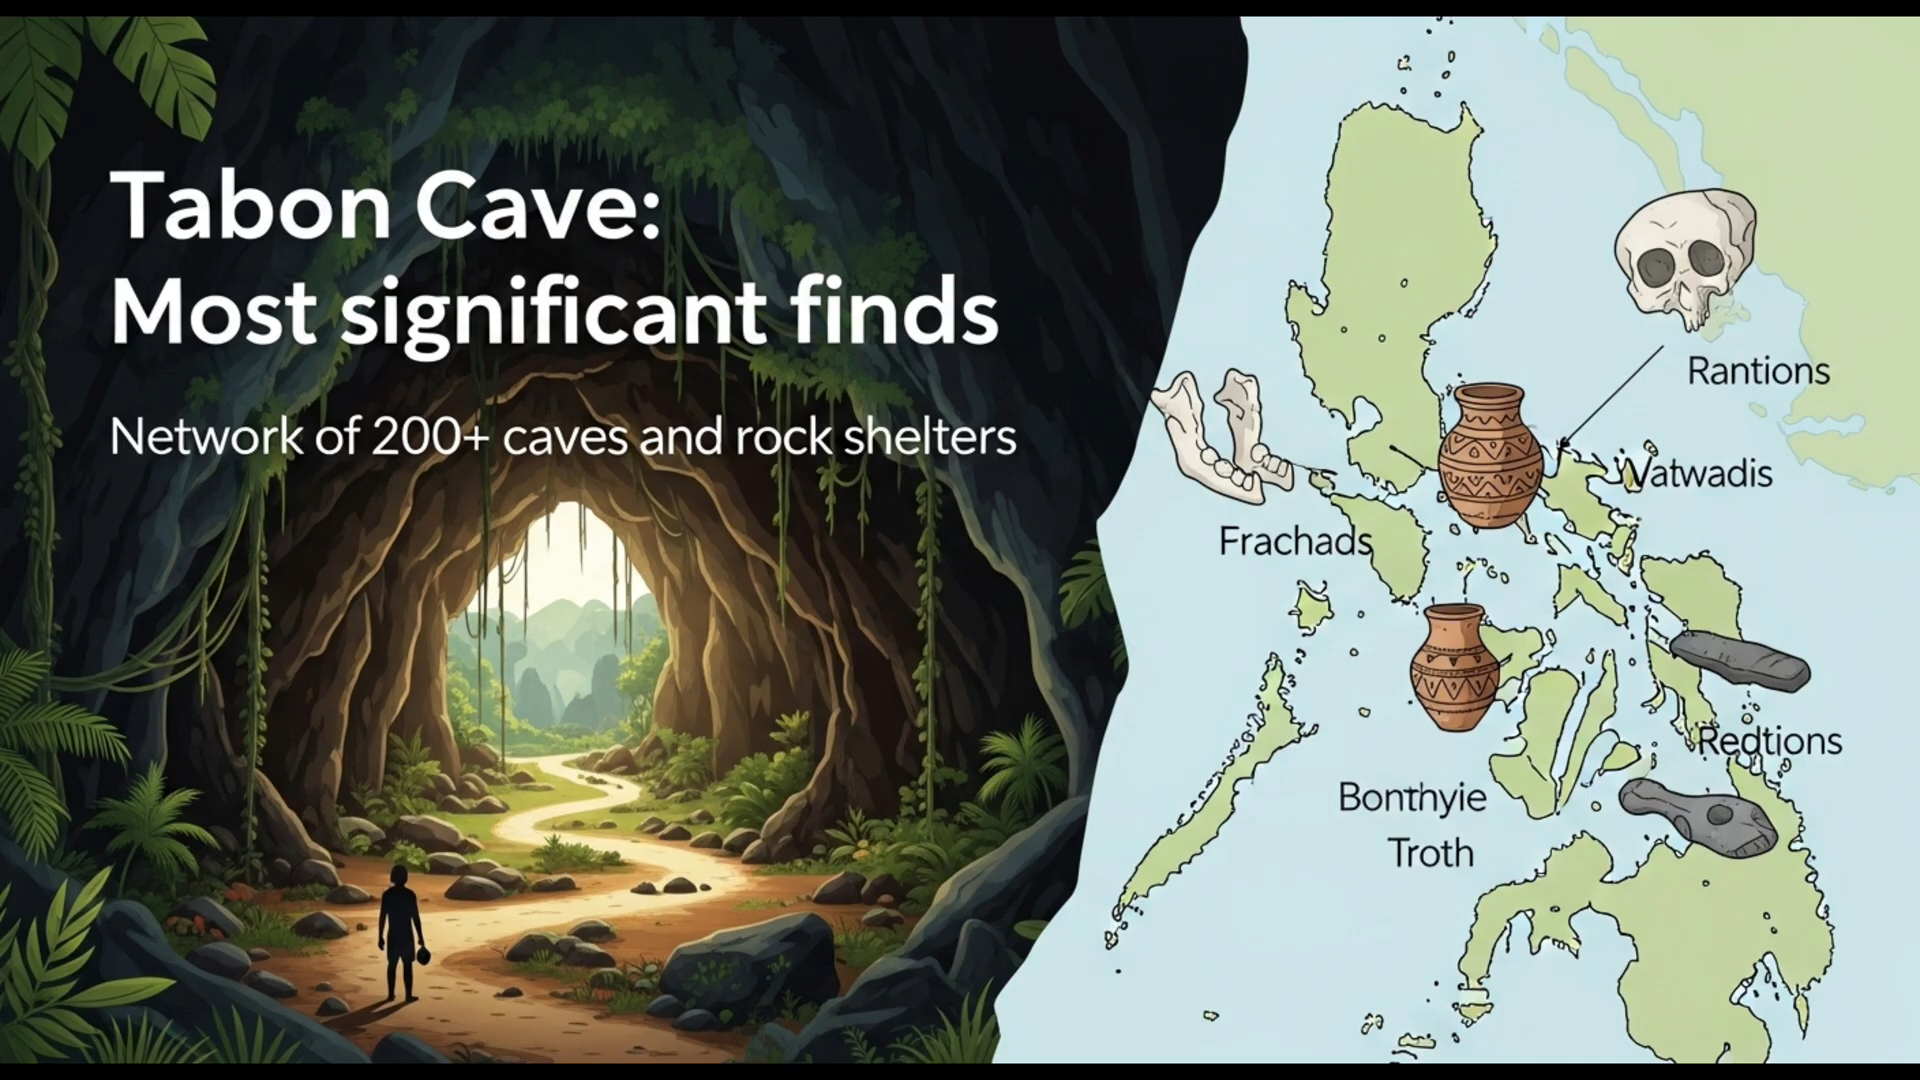 Tabon Cave:
Most significant finds
Network of 200+ caves and rock shelters
Rantions
Vatwadis
Frachads
Redtions
Bonthyie
Troth